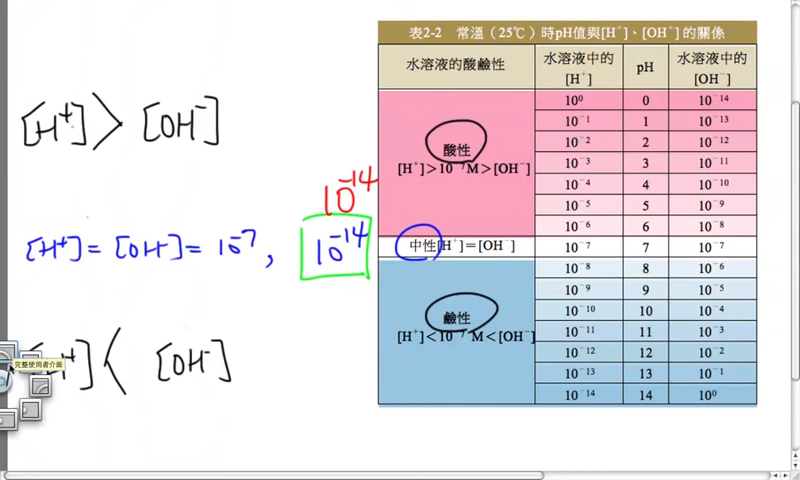 表2-2 常溫（25℃）時pH值與[H⁺]、[OH⁺]的關係
水溶液的酸鹼性 水溶液中的[H⁺] pH 水溶液中的[OH⁻]
10⁰ 0 10⁻¹⁴
10⁻¹ 1 10⁻¹³
10⁻² 2 10⁻¹²
10⁻³ 3 10⁻¹¹
10⁻⁴ 4 10⁻¹⁰
10⁻⁵ 5 10⁻⁹
10⁻⁶ 6 10⁻⁸
酸性
[H⁺]>10⁻⁷M>[OH⁻]
中性[H⁺]=[OH⁻] 10⁻⁷ 7 10⁻⁷
10⁻⁸ 8 10⁻⁶
10⁻⁹ 9 10⁻⁵
10⁻¹⁰ 10 10⁻⁴
10⁻¹¹ 11 10⁻³
10⁻¹² 12 10⁻²
10⁻¹³ 13 10⁻¹
10⁻¹⁴ 14 10⁰
鹼性
[H⁺]<10⁻⁷M<[OH⁻]
[H⁺] > [OH⁻]
10⁻¹⁴
[H⁺] = [OH⁻] = 10⁻⁷, 10⁻¹⁴
[H⁺] < [OH⁻]
完整使用者介面